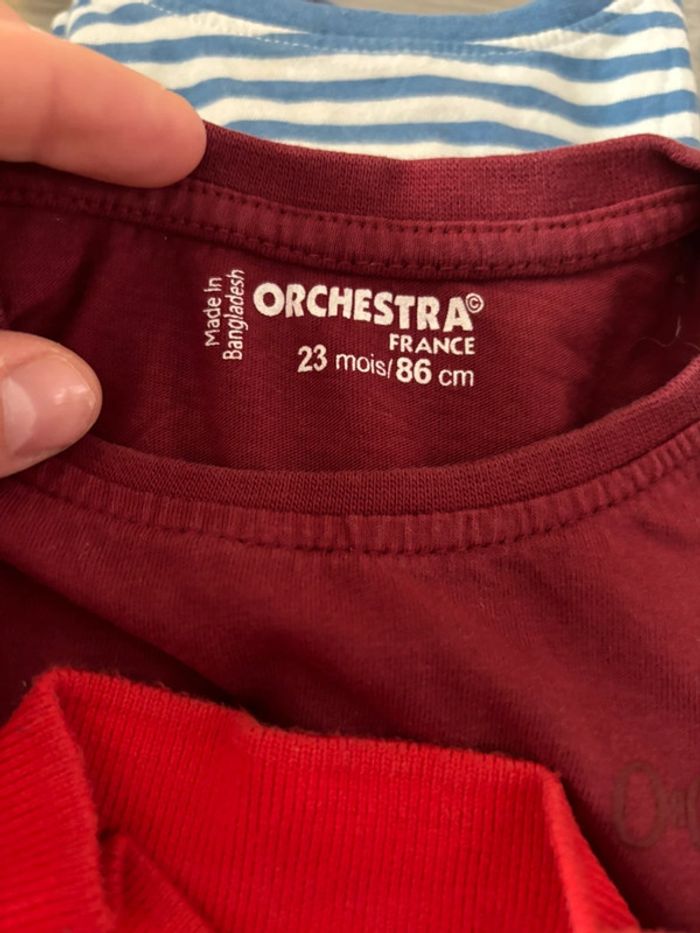 Made in
Bangladesh
ORCHESTRA©
FRANCE
23 mois/86 cm